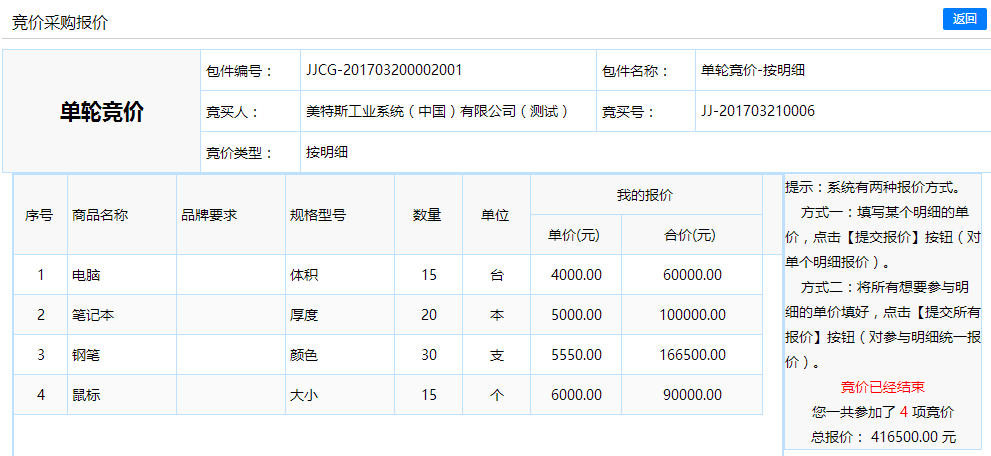 竞价采购报价 返回
单轮竞价
包件编号： JJCG-201703200002001 包件名称： 单轮竞价-按明细
竞买人： 美特斯工业系统（中国）有限公司（测试） 竞买号： JJ-201703210006
竞价类型： 按明细
序号 商品名称 品牌要求 规格型号 数量 单位 我的报价
单价(元) 合价(元)
1 电脑 体积 15 台 4000.00 60000.00
2 笔记本 厚度 20 本 5000.00 100000.00
3 钢笔 颜色 30 支 5550.00 166500.00
4 鼠标 大小 15 个 6000.00 90000.00
提示：系统有两种报价方式。
方式一：填写某个明细的单
价，点击【提交报价】按钮（对
单个明细报价）。
方式二：将所有想要参与明
细的单价填好，点击【提交所有
报价】按钮（对参与明细统一报
价）。
竞价已经结束
您一共参加了 4 项竞价
总报价： 416500.00 元